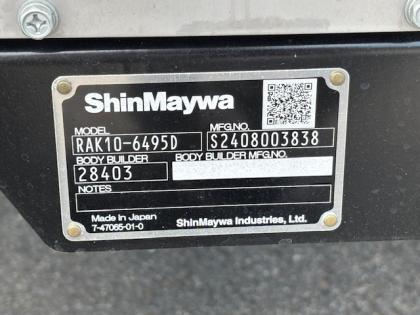 ShinMaywa
MODEL MFG.NO.
RAK10-6495D S2408003838
BODY BUILDER BODY BUILDER MFG.NO.
28403
NOTES
Made in Japan
7-47065-01-0 ShinMaywa Industries, Ltd.